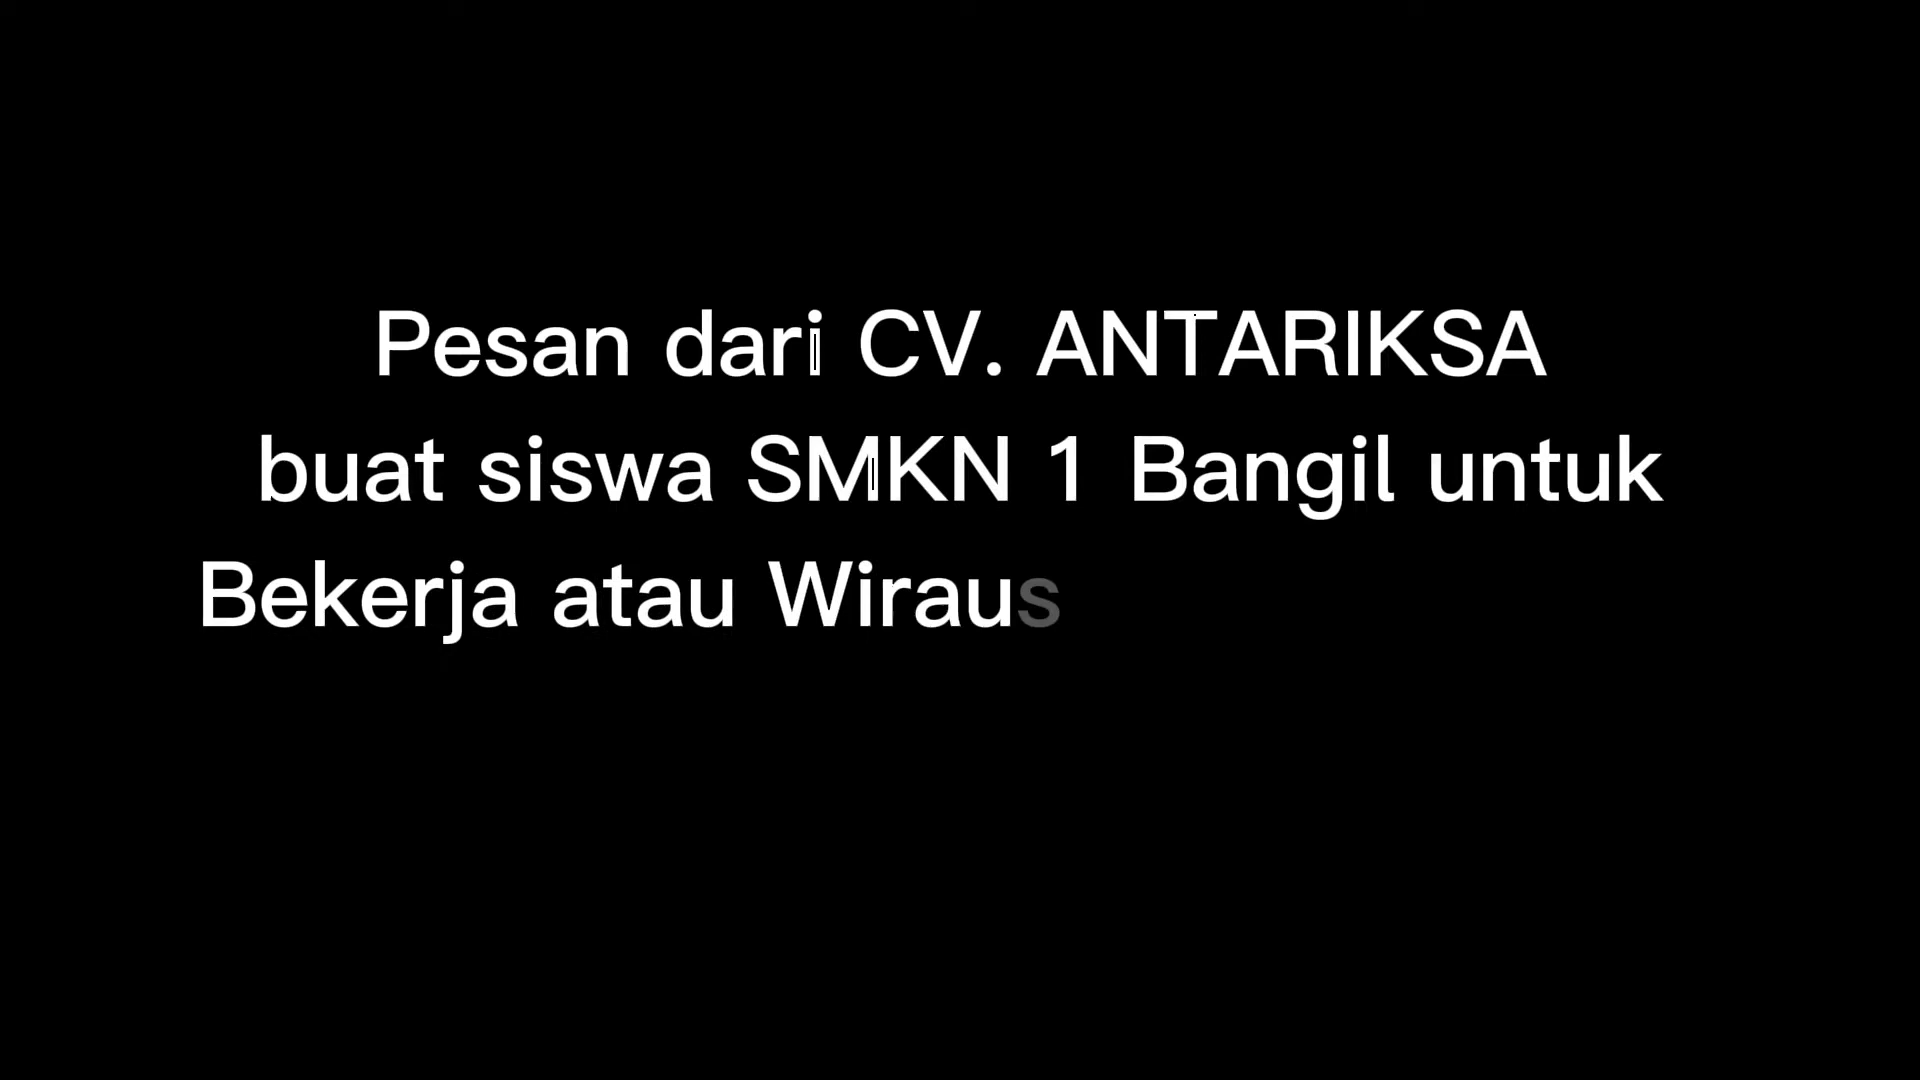 Pesan dari CV. ANTARIKSA
buat siswa SMKN 1 Bangil untuk
Bekerja atau Wiraus